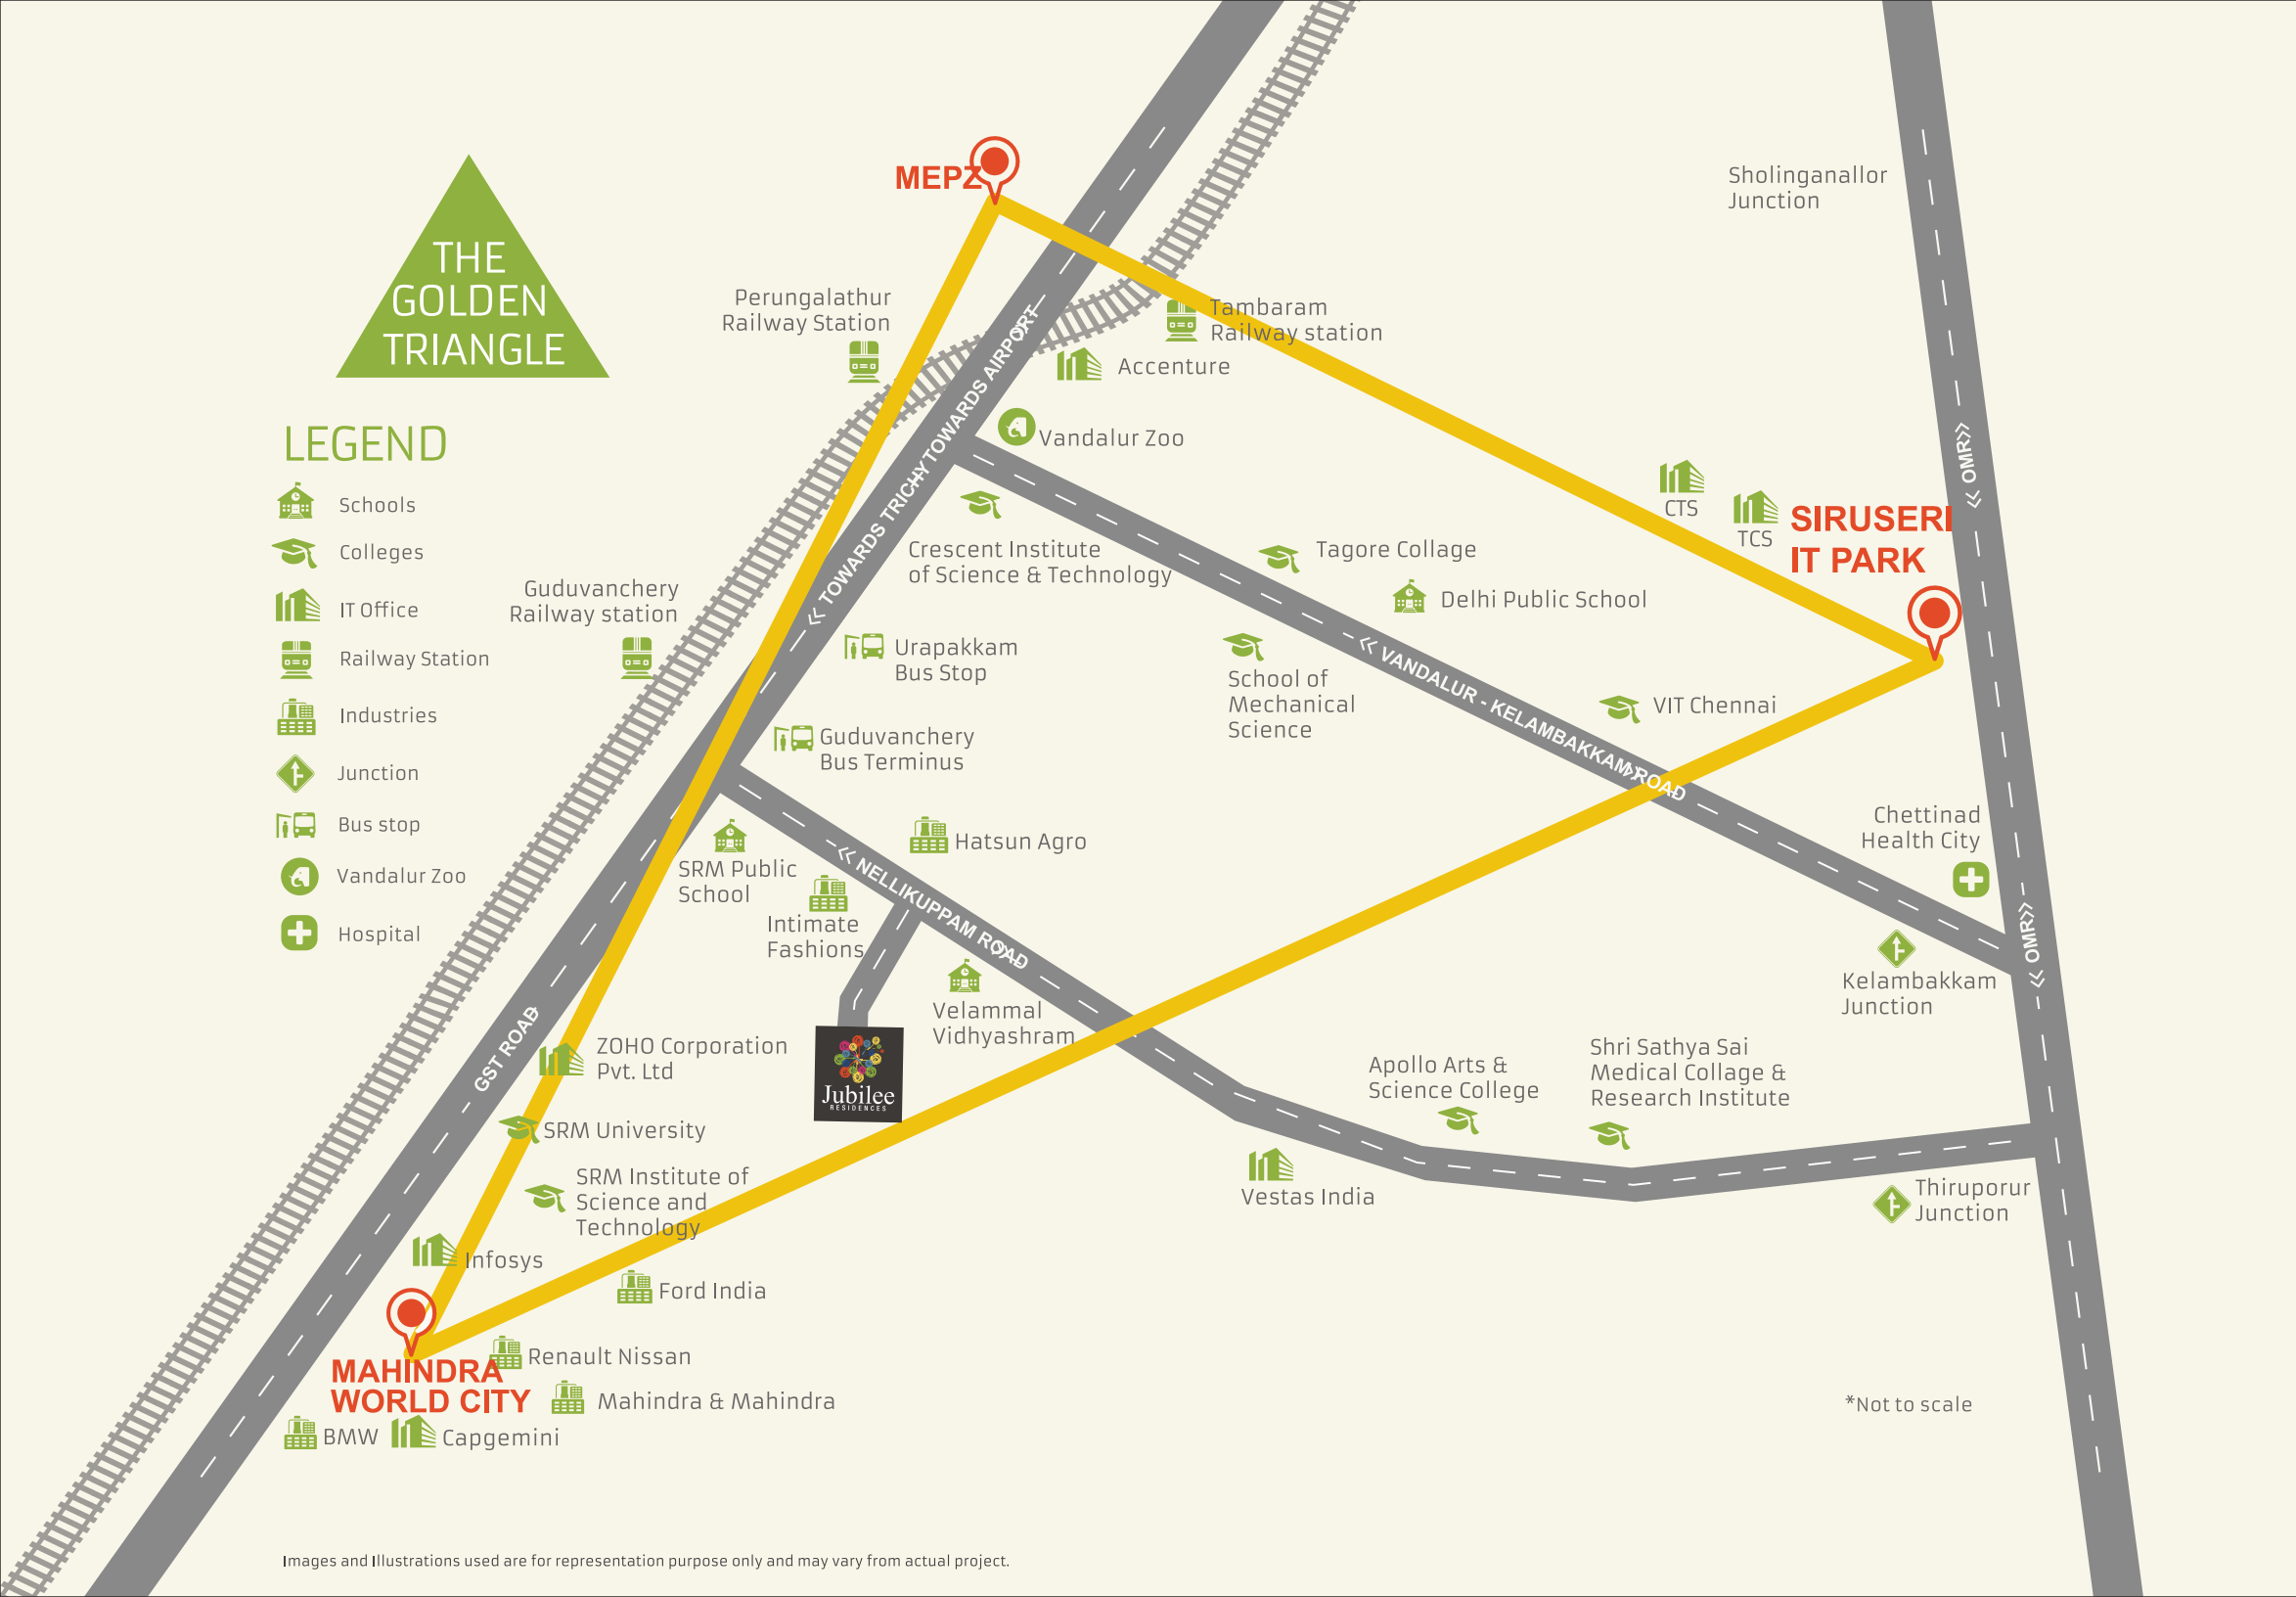 THE
GOLDEN
TRIANGLE
LEGEND
Schools
Colleges
IT Office
Railway Station
Industries
Junction
Bus stop
Vandalur Zoo
Hospital
MEPZ
Sholinganallor
Junction
Perungalathur
Railway Station
Tambaram
Railway station
Accenture
Vandalur Zoo
TOWARDS AIRPORT
TOWARDS TRICHY
CTS
TCS
SIRUSERI
IT PARK
OMR
Crescent Institute
of Science & Technology
Tagore Collage
Delhi Public School
Guduvanchery
Railway station
Urapakkam
Bus Stop
School of
Mechanical
Science
VANDALUR - KELAMBAKKAM ROAD
VIT Chennai
Guduvanchery
Bus Terminus
Chettinad
Health City
SRM Public
School
Hatsun Agro
NELLIKUPPAM ROAD
Intimate
Fashions
OMR
Kelambakkam
Junction
Velammal
Vidhyashram
GST ROAD
ZOHO Corporation
Pvt. Ltd
Jubilee
RESIDENCES
Apollo Arts &
Science College
Shri Sathya Sai
Medical Collage &
Research Institute
SRM University
SRM Institute of
Science and
Technology
Vestas India
Thiruporur
Junction
Infosys
Ford India
MAHINDRA
WORLD CITY
Renault Nissan
Mahindra & Mahindra
BMW
Capgemini
*Not to scale
Images and Illustrations used are for representation purpose only and may vary from actual project.